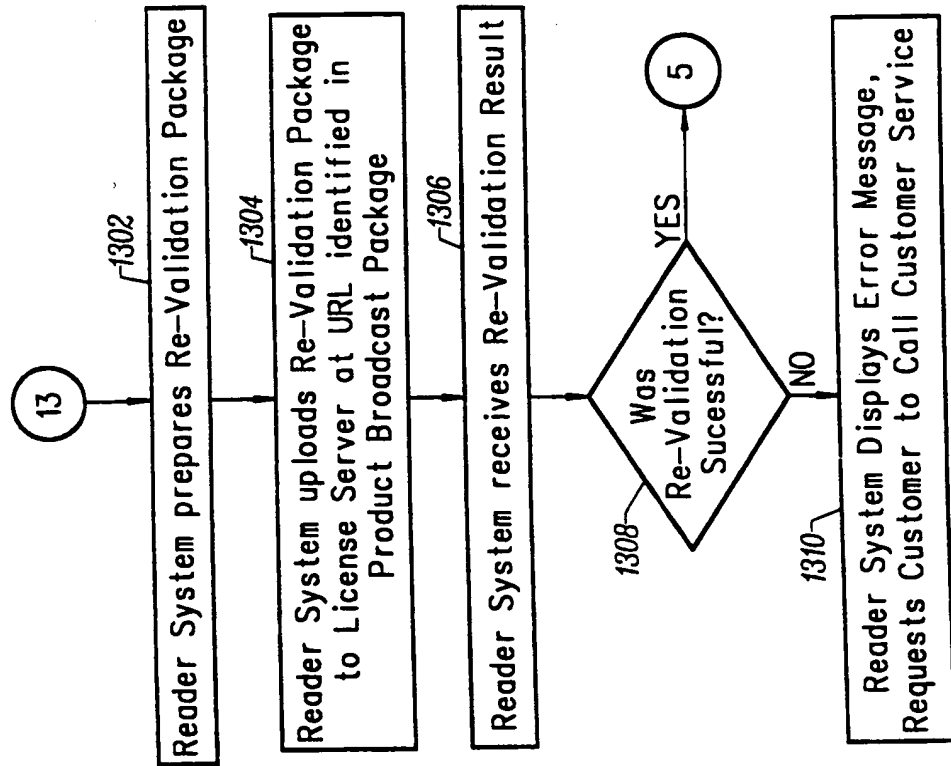 13
1302
Reader System prepares Re-Validation Package
1304
Reader System uploads Re-Validation Package
to License Server at URL identified in
Product Broadcast Package
1306
Reader System receives Re-Validation Result
1308
Was
Re-Validation
Sucessful?
YES
5
NO
1310
Reader System Displays Error Message,
Requests Customer to Call Customer Service